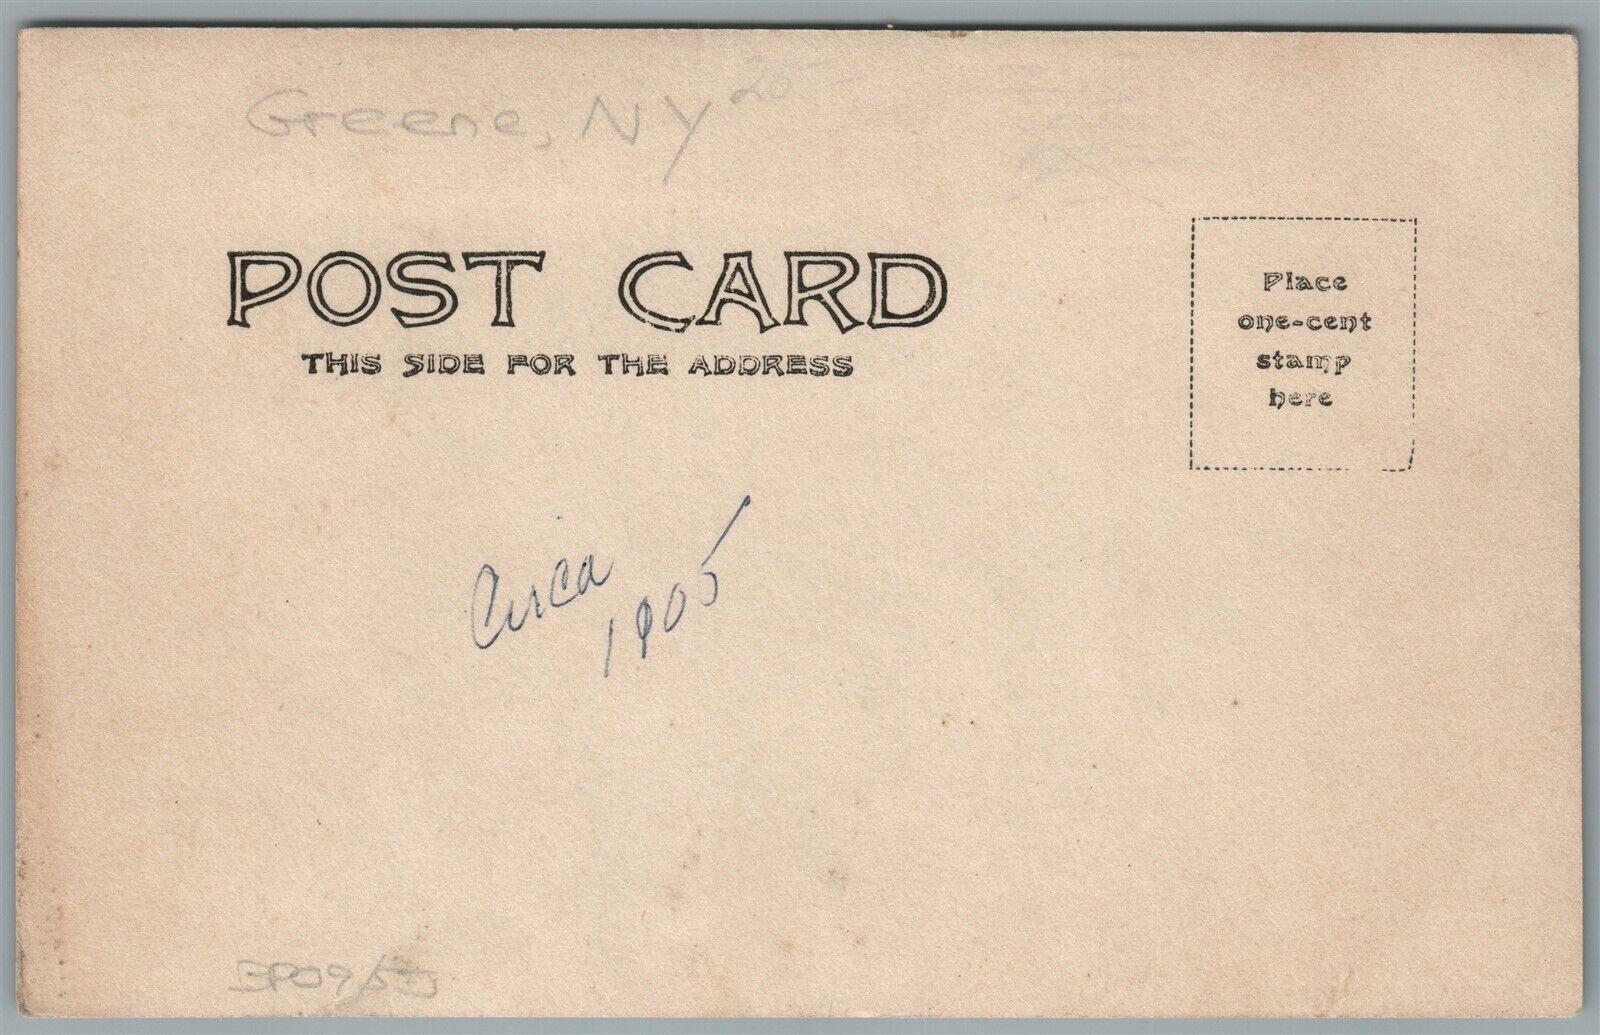 Greene, NY 20
POST CARD
THIS SIDE FOR THE ADDRESS
Place
one-cent
stamp
here
Circa
1905